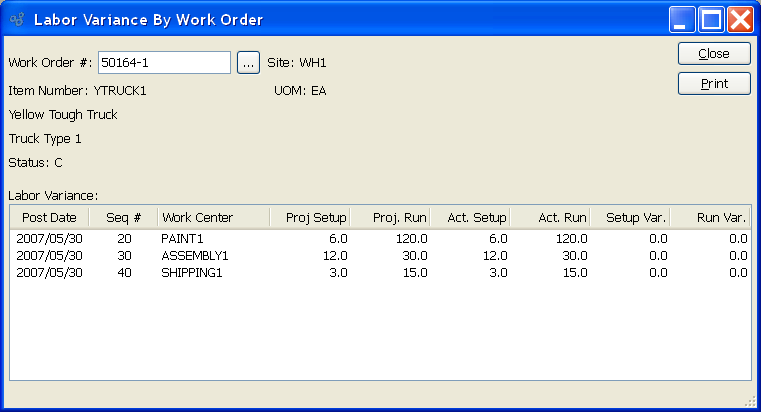 Labor Variance By Work Order
Work Order #: 50164-1 ... Site: WH1 Close
Item Number: YTRUCK1 UOM: EA Print
Yellow Tough Truck
Truck Type 1
Status: C
Labor Variance:
Post Date Seq # Work Center Proj Setup Proj. Run Act. Setup Act. Run Setup Var. Run Var.
2007/05/30 20 PAINT1 6.0 120.0 6.0 120.0 0.0 0.0
2007/05/30 30 ASSEMBLY1 12.0 30.0 12.0 30.0 0.0 0.0
2007/05/30 40 SHIPPING1 3.0 15.0 3.0 15.0 0.0 0.0